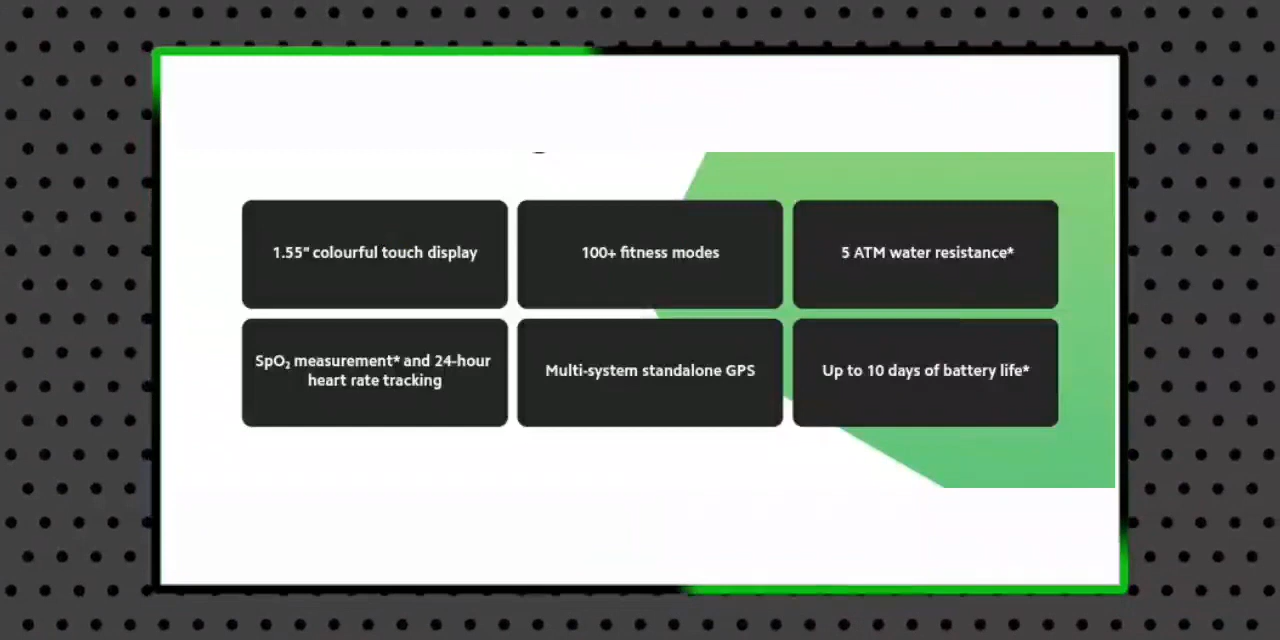 1.55" colourful touch display
100+ fitness modes
5 ATM water resistance*
SpO₂ measurement* and 24-hour
heart rate tracking
Multi-system standalone GPS
Up to 10 days of battery life*